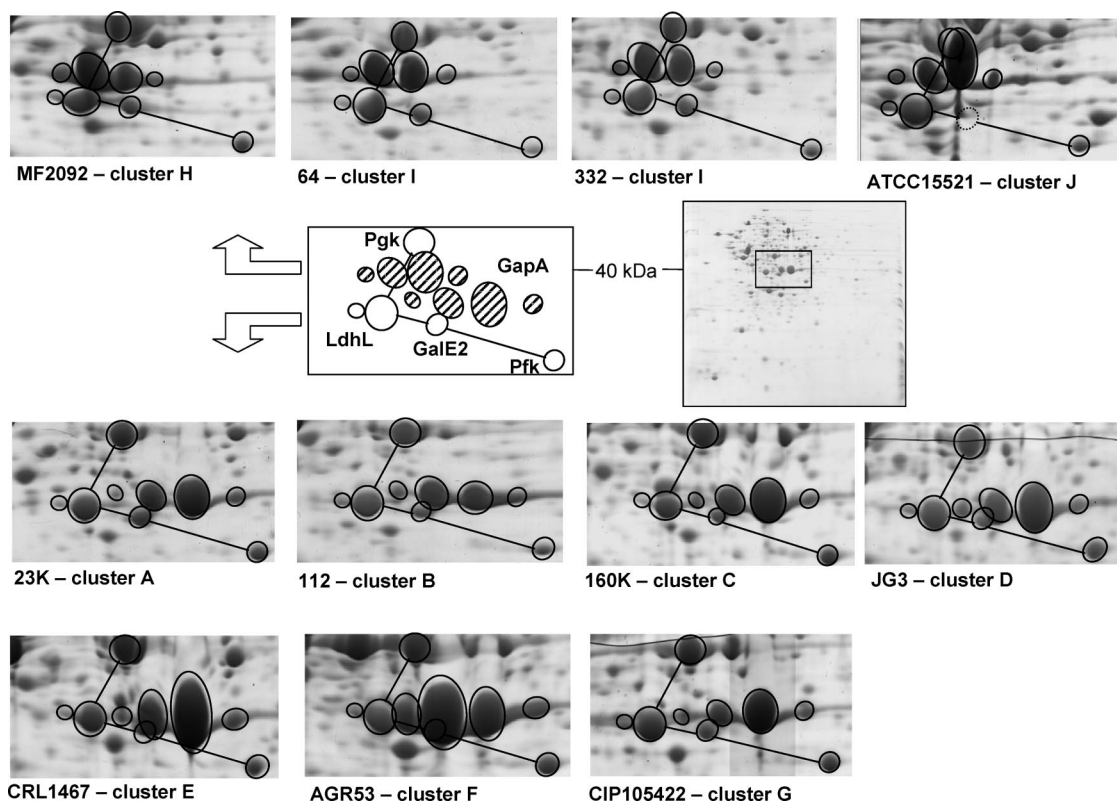 MF2092 – cluster H
64 – cluster I
332 – cluster I
ATCC15521 – cluster J
Pgk
GapA
40 kDa
LdhL
GalE2
Pfk
23K – cluster A
112 – cluster B
160K – cluster C
JG3 – cluster D
CRL1467 – cluster E
AGR53 – cluster F
CIP105422 – cluster G